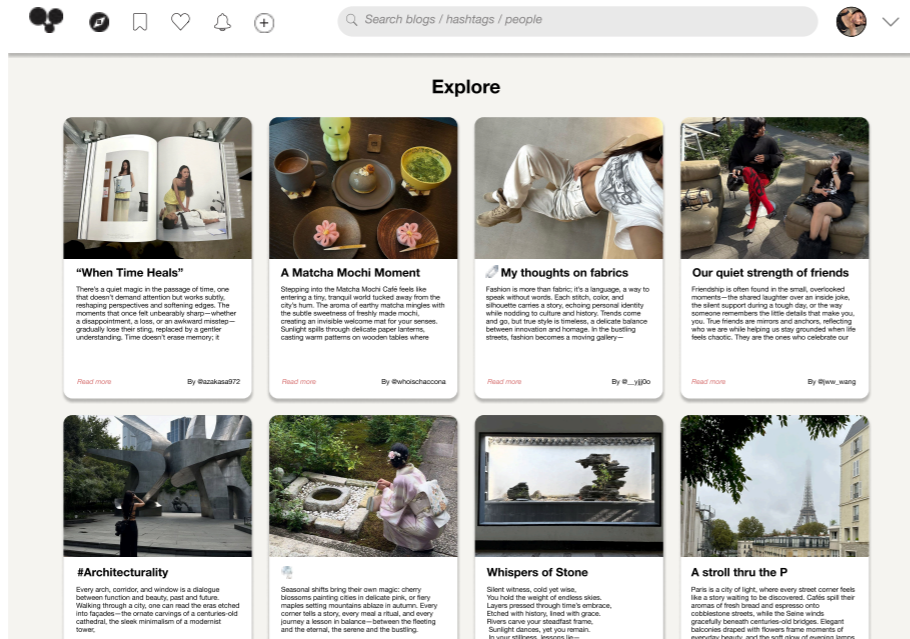 Search blogs / hashtags / people
Explore
“When Time Heals”
There's a quiet magic in the passage of time, one
that doesn't demand attention but works subtly,
reshaping perspectives and softening edges. The
moments that once felt unbearably sharp—whether
a disappointment, a loss, or an awkward misstep—
gradually lose their sting, replaced by a gentler
understanding. Time doesn't erase memory; it
Read more
By @azakasa972
A Matcha Mochi Moment
Stepping into the Matcha Mochi Café feels like
entering a tiny, tranquil world tucked away from the
city's hum. The aroma of earthy matcha mingles with
the subtle sweetness of freshly made mochi,
creating an invisible welcome mat for your senses.
Sunlight spills through delicate paper lanterns,
casting warm patterns on wooden tables where
Read more
By @whoischaccona
My thoughts on fabrics
Fashion is more than fabric; it's a language, a way to
speak without words. Each stitch, color, and
silhouette carries a story, echoing personal identity
while nodding to culture and history. Trends come
and go, but true style is timeless, a delicate balance
between innovation and homage. In the bustling
streets, fashion becomes a moving gallery—
Read more
Our quiet strength of friends
Friendship is often found in the small, overlooked
moments—the shared laughter over an inside joke,
the silent support during a tough day, or the way
someone remembers the little details that make you,
you. True friends are mirrors and anchors, reflecting
who we are while helping us stay grounded when life
feels chaotic. They are the ones who celebrate our
Read more
By @jww_wang
#Architecturality
Every arch, corridor, and window is a dialogue
between function and beauty, past and future.
Walking through a city, one can read the eras etched
into façades—the ornate carvings of a centuries-old
cathedral, the sleek minimalism of a modernist
tower,
Seasonal shifts bring their own magic: cherry
blossoms painting cities in delicate pink, or fiery
maples setting mountains ablaze in autumn. Every
corner tells a story, every meal a ritual, and every
journey a lesson in balance—between the fleeting
and the eternal, the serene and the bustling.
Whispers of Stone
Silent witness, cold yet wise,
You hold the weight of endless skies.
Layers pressed through time's embrace,
Etched with history, lined with grace.
Rivers carve your steadfast frame,
Sunlight dances, yet you remain.
In your stillness, lessons lie—
A stroll thru the P
Paris is a city of light, where every street corner feels
like a story waiting to be discovered. Cafés spill their
aromas of fresh bread and espresso onto
cobblestone streets, while the Seine winds
gracefully beneath centuries-old bridges. Elegant
balconies draped with flowers frame moments of
everyday beauty, and the soft glow of evening lamps